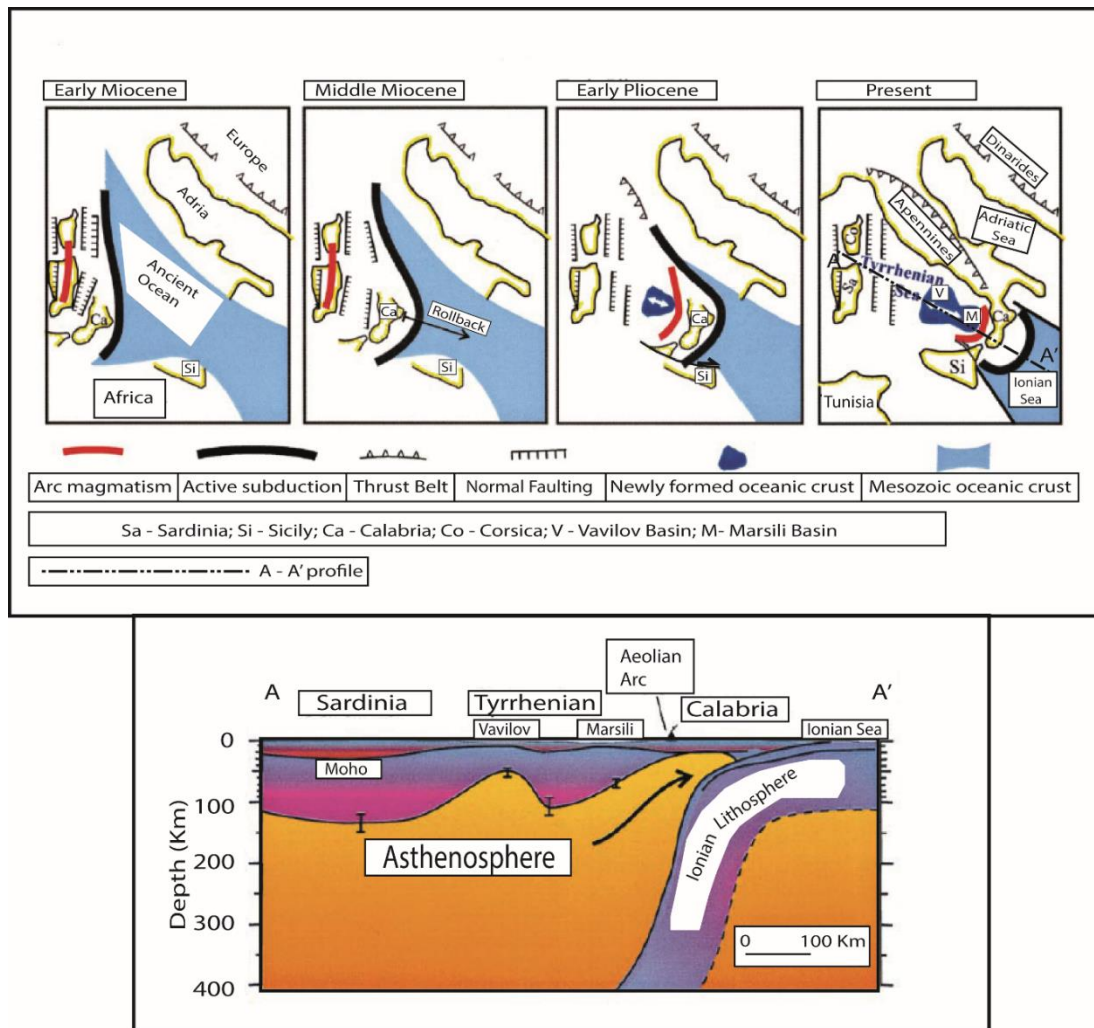 Early Miocene
Middle Miocene
Early Pliocene
Present
Europe
Adria
Ancient
Ocean
Ca
Si
Africa
Ca
Rollback
Si
Ca
Si
Dinarides
Apennines
Adriatic
Sea
Co
A
Tyrrhenian
Sea
Sa
V
M
Ca
A'
Si
Ionian
Sea
Tunisia
Arc magmatism
Active subduction
Thrust Belt
Normal Faulting
Newly formed oceanic crust
Mesozoic oceanic crust
Sa - Sardinia; Si - Sicily; Ca - Calabria; Co - Corsica; V - Vavilov Basin; M- Marsili Basin
A - A' profile
Aeolian
Arc
A
A'
Sardinia
Tyrrhenian
Calabria
Vavilov
Marsili
Ionian Sea
0
Moho
100
Asthenosphere
Ionian Lithosphere
200
300
400
Depth (Km)
0 100 Km